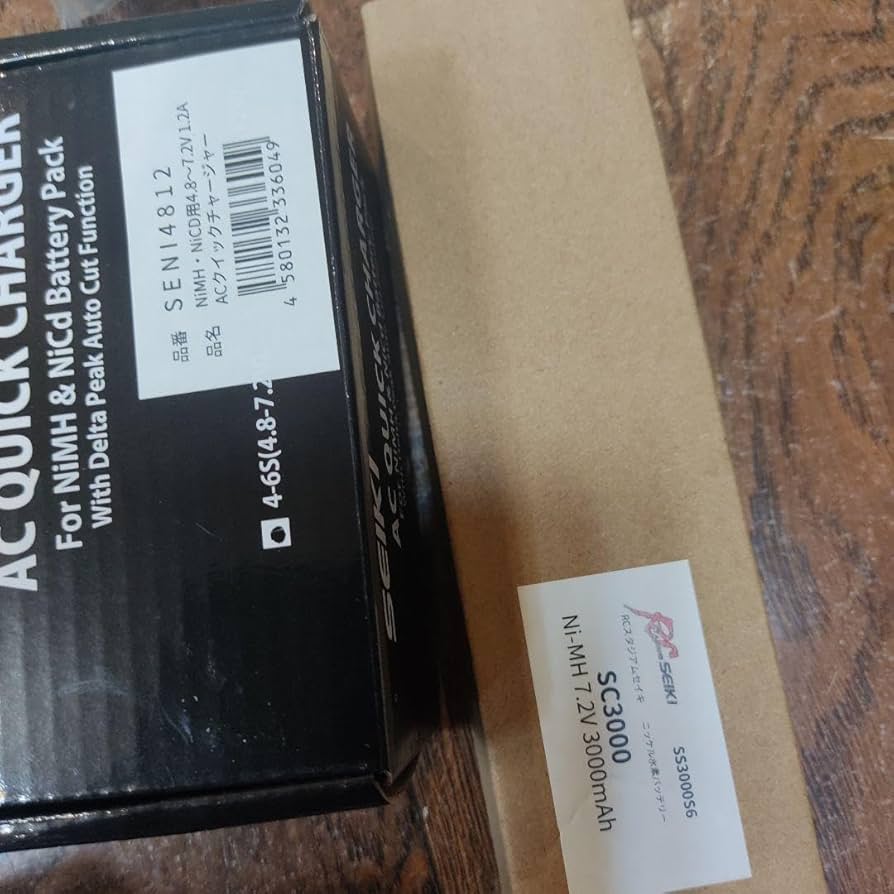 AC QUICK CHARGER
For NiMH & NiCd Battery Pack
With Delta Peak Auto Cut Function
品番 SENI4812
品名 NiMH・NiCD用4.8～7.2V 1.2A
ACクイックチャージャー
4 580132 336049
4-6S(4.8-7.2
SEIKI
AC QUICK CHARGER
RC
SEIKI
RCスタジアムセイキ
SC3000
Ni-MH 7.2V 3000mAh
SS3000S6
ニッケル水素バッテリー